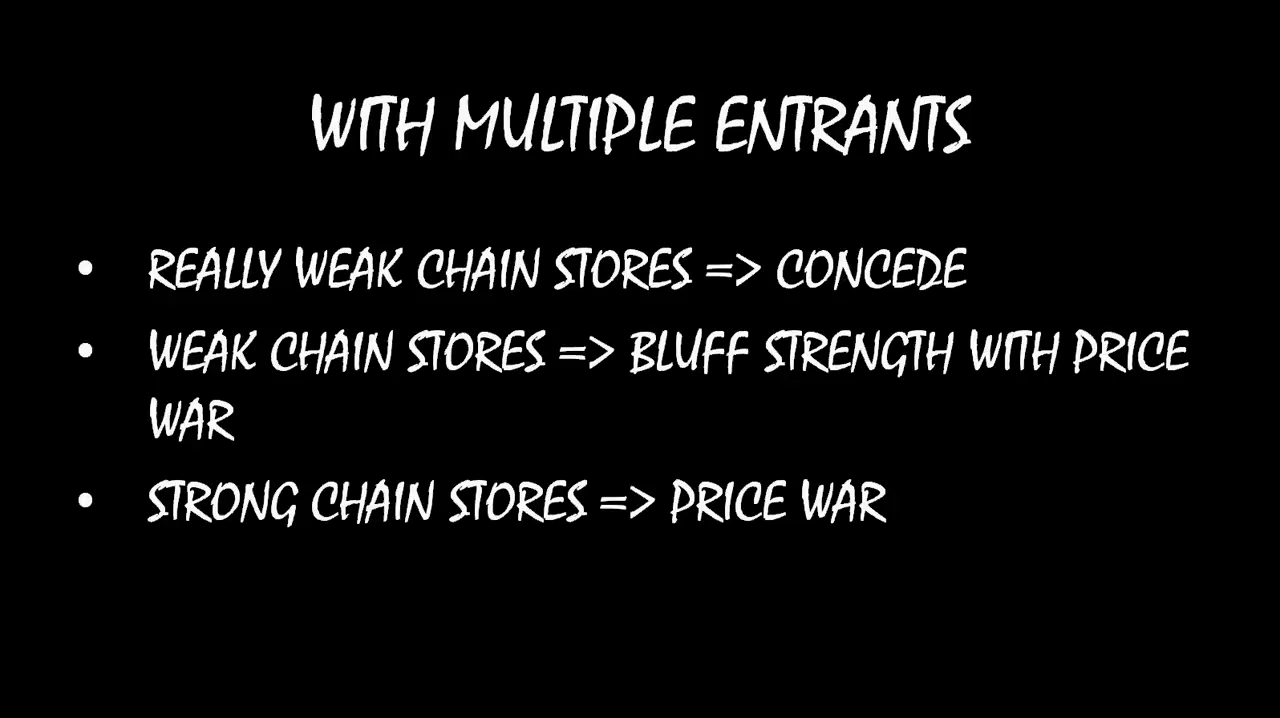 WITH MULTIPLE ENTRANTS
• REALLY WEAK CHAIN STORES => CONCEDE
• WEAK CHAIN STORES => BLUFF STRENGTH WITH PRICE
WAR
• STRONG CHAIN STORES => PRICE WAR